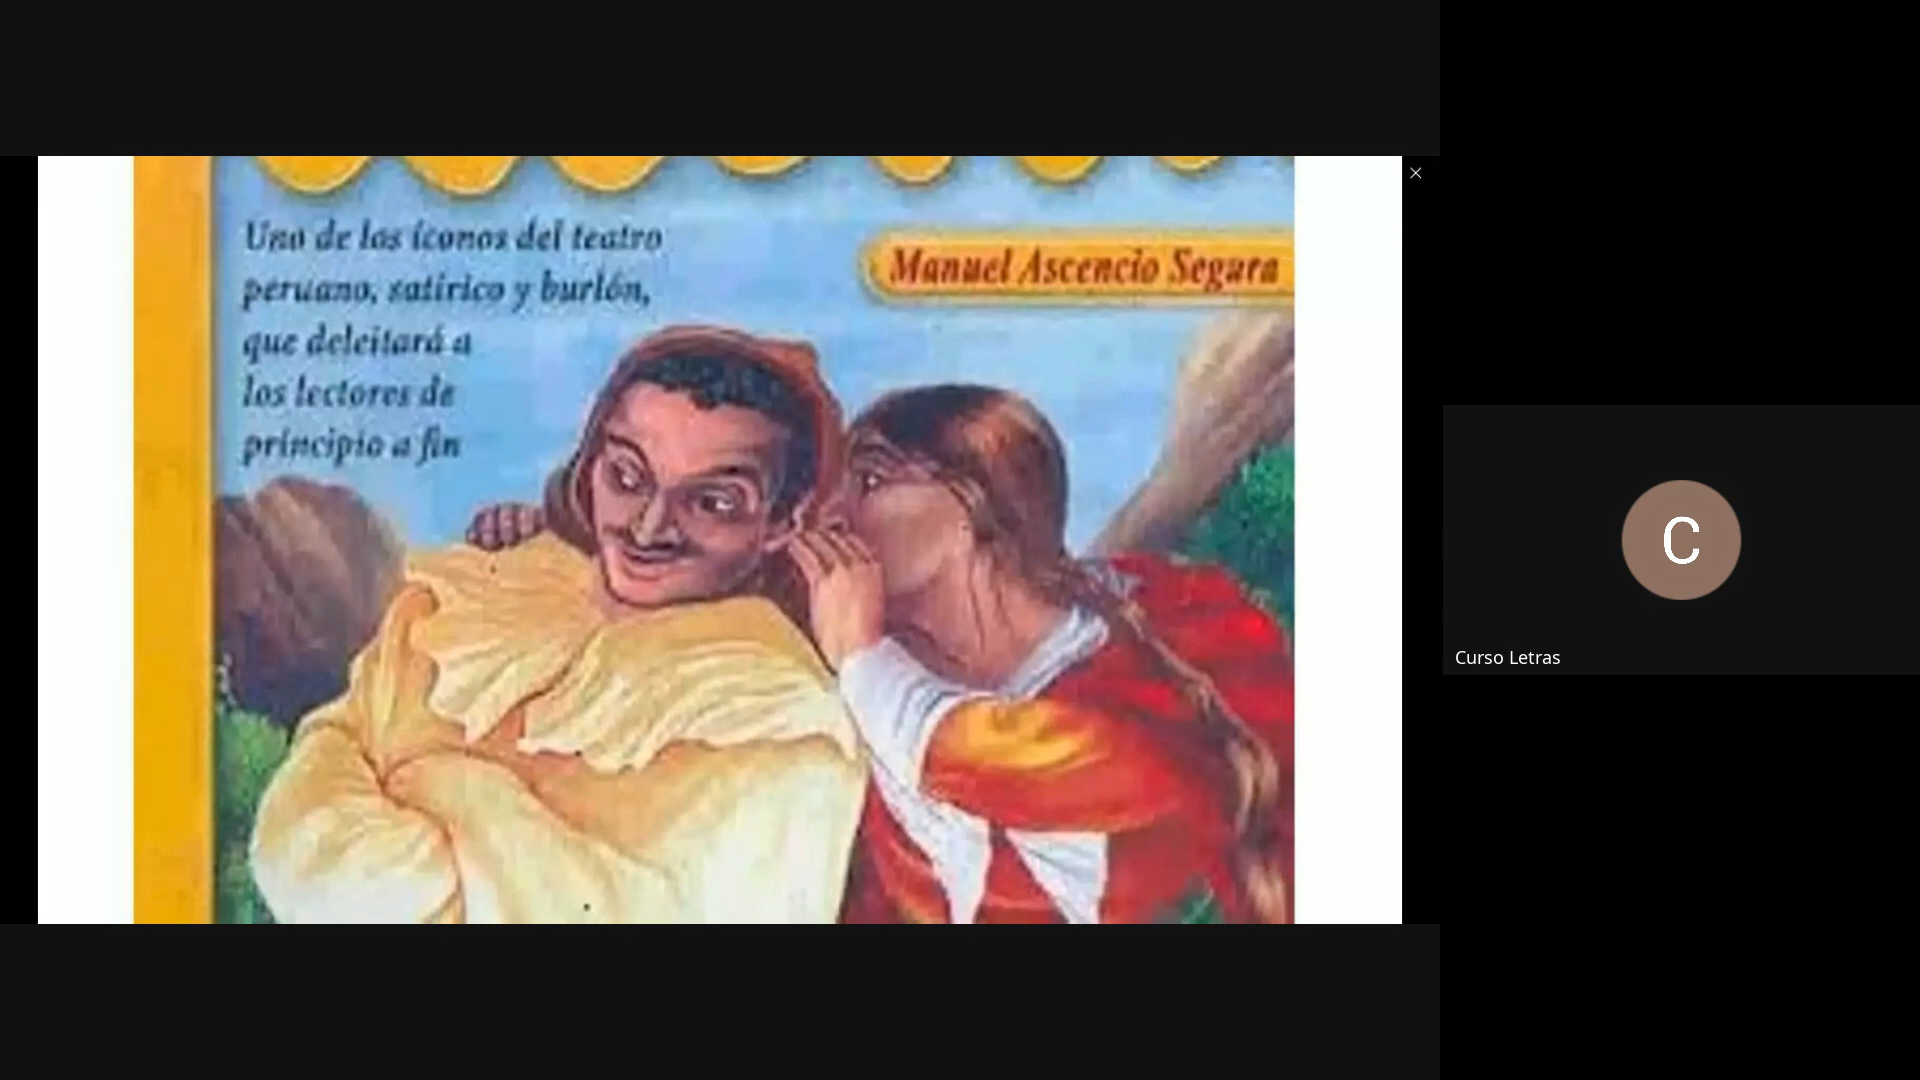 Uno de los íconos del teatro
peruano, satírico y burlón,
que deleitará a
los lectores de
principio a fin
Manuel Ascencio Segura
C
Curso Letras